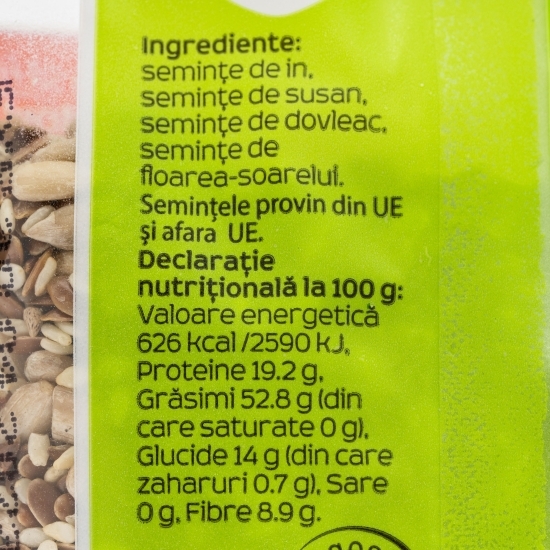 Ingrediente:
semințe de in,
semințe de susan,
semințe de dovleac,
semințe de
floarea-soarelui.
Semințele provin din UE
și afara UE.
Declarație
nutrițională la 100 g:
Valoare energetică
626 kcal /2590 kJ,
Proteine 19.2 g,
Grăsimi 52.8 g (din
care saturate 0 g),
Glucide 14 g (din care
zaharuri 0.7 g), Sare
0 g, Fibre 8.9 g.